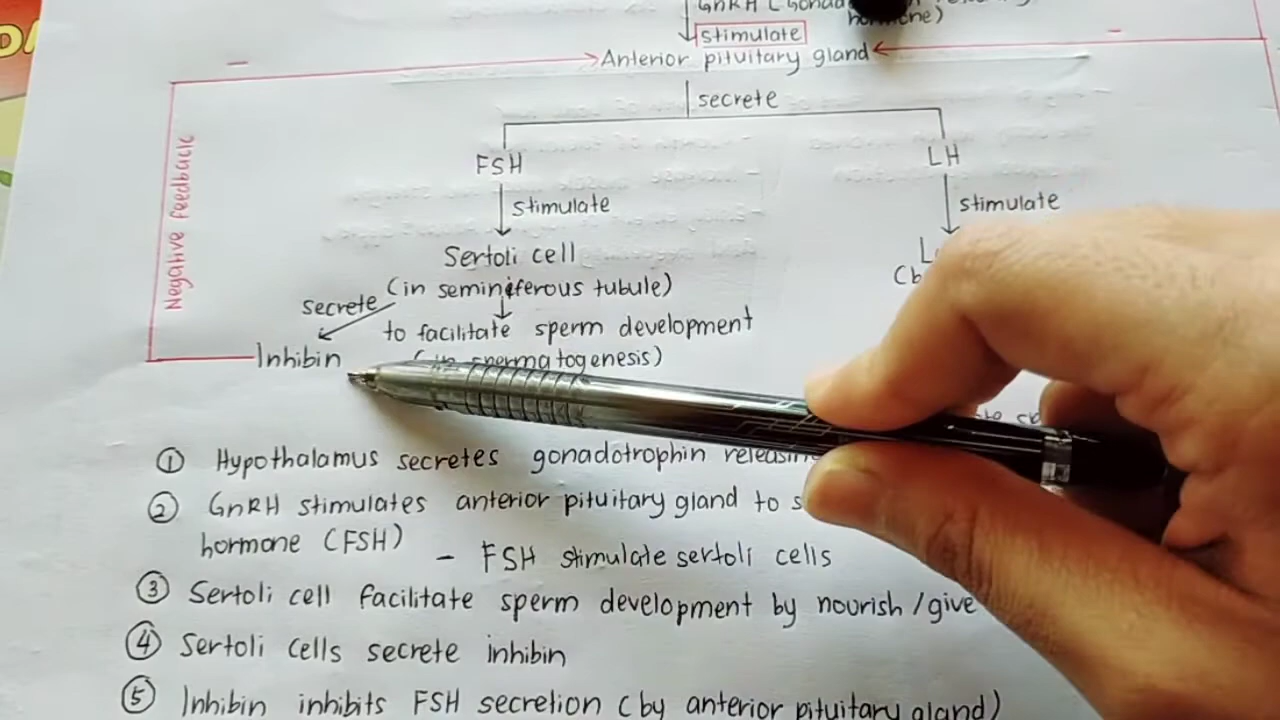 GnRH (
stimulate
Anterior pituitary gland
secrete
FSH
LH
stimulate
stimulate
Sertoli cell
(in seminiferous tubule)
secrete
to facilitate sperm development
Inhibin
spermatogenesis)
Negative feedback
① Hypothalamus secretes gonadotrophin
② GnRH stimulates anterior pituitary gland to
hormone (FSH)
- FSH stimulate sertoli cells
③ Sertoli cell facilitate sperm development by nourish / give
④ Sertoli cells secrete inhibin
⑤ Inhibin inhibits FSH secretion (by anterior pituitary gland)